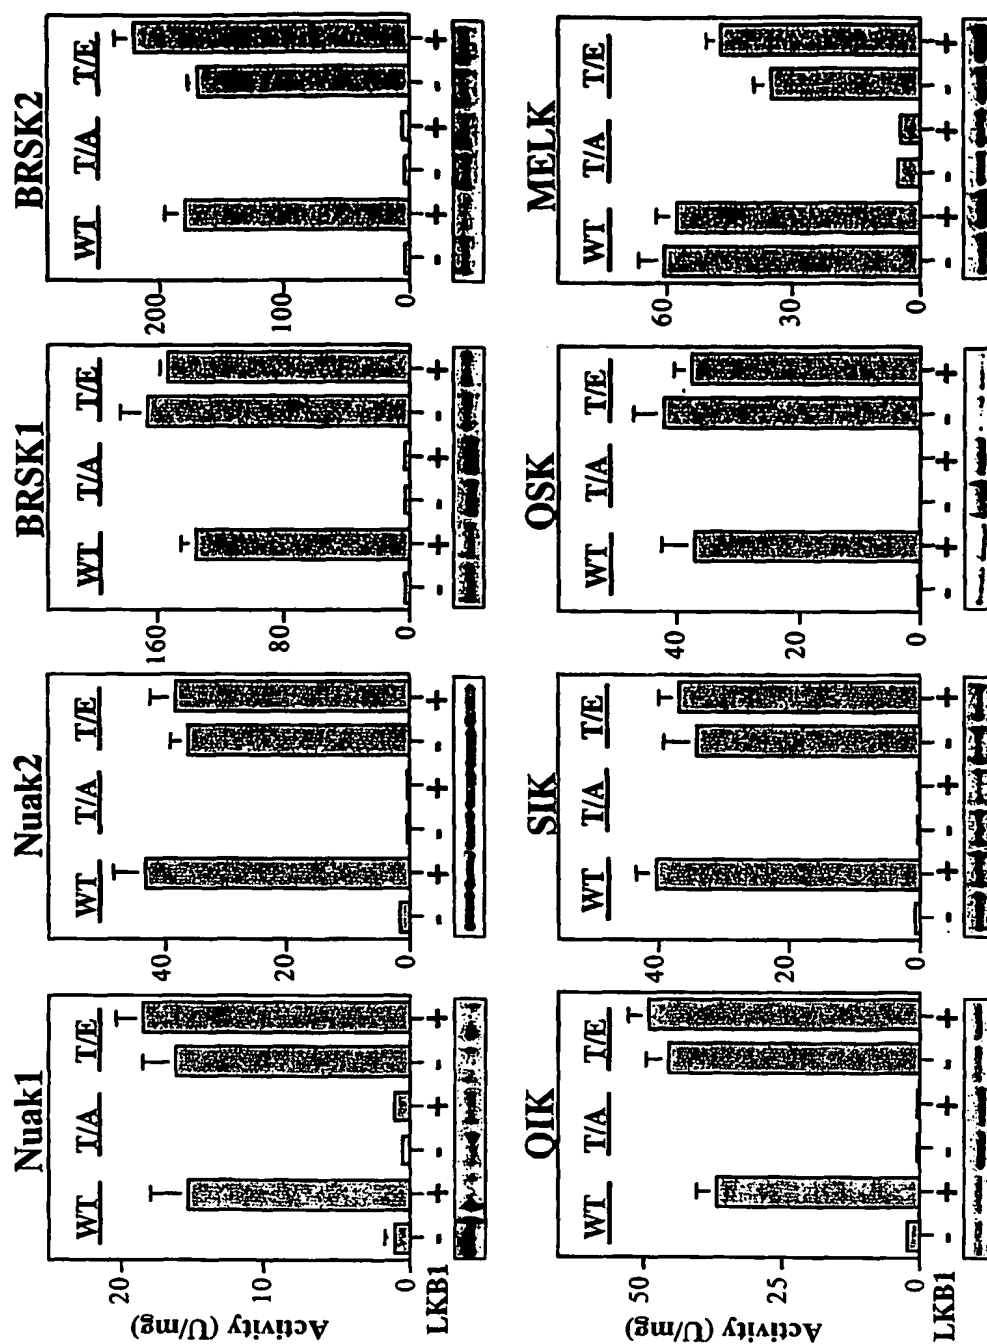 Nuak1 Nuak2 BRSK1 BRSK2
WT T/A T/E WT T/A T/E WT T/A T/E WT T/A T/E
20 40 160 200
10 20 80 100
0 0 0 0
Activity (U/mg)
LKB1 - + - + - + - + - + - + - + - + - + - + - + - +
QIK SIK QSK MELK
WT T/A T/E WT T/A T/E WT T/A T/E WT T/A T/E
50 40 40 60
25 20 20 30
0 0 0 0
Activity (U/mg)
LKB1 - + - + - + - + - + - + - + - + - + - + - + - +